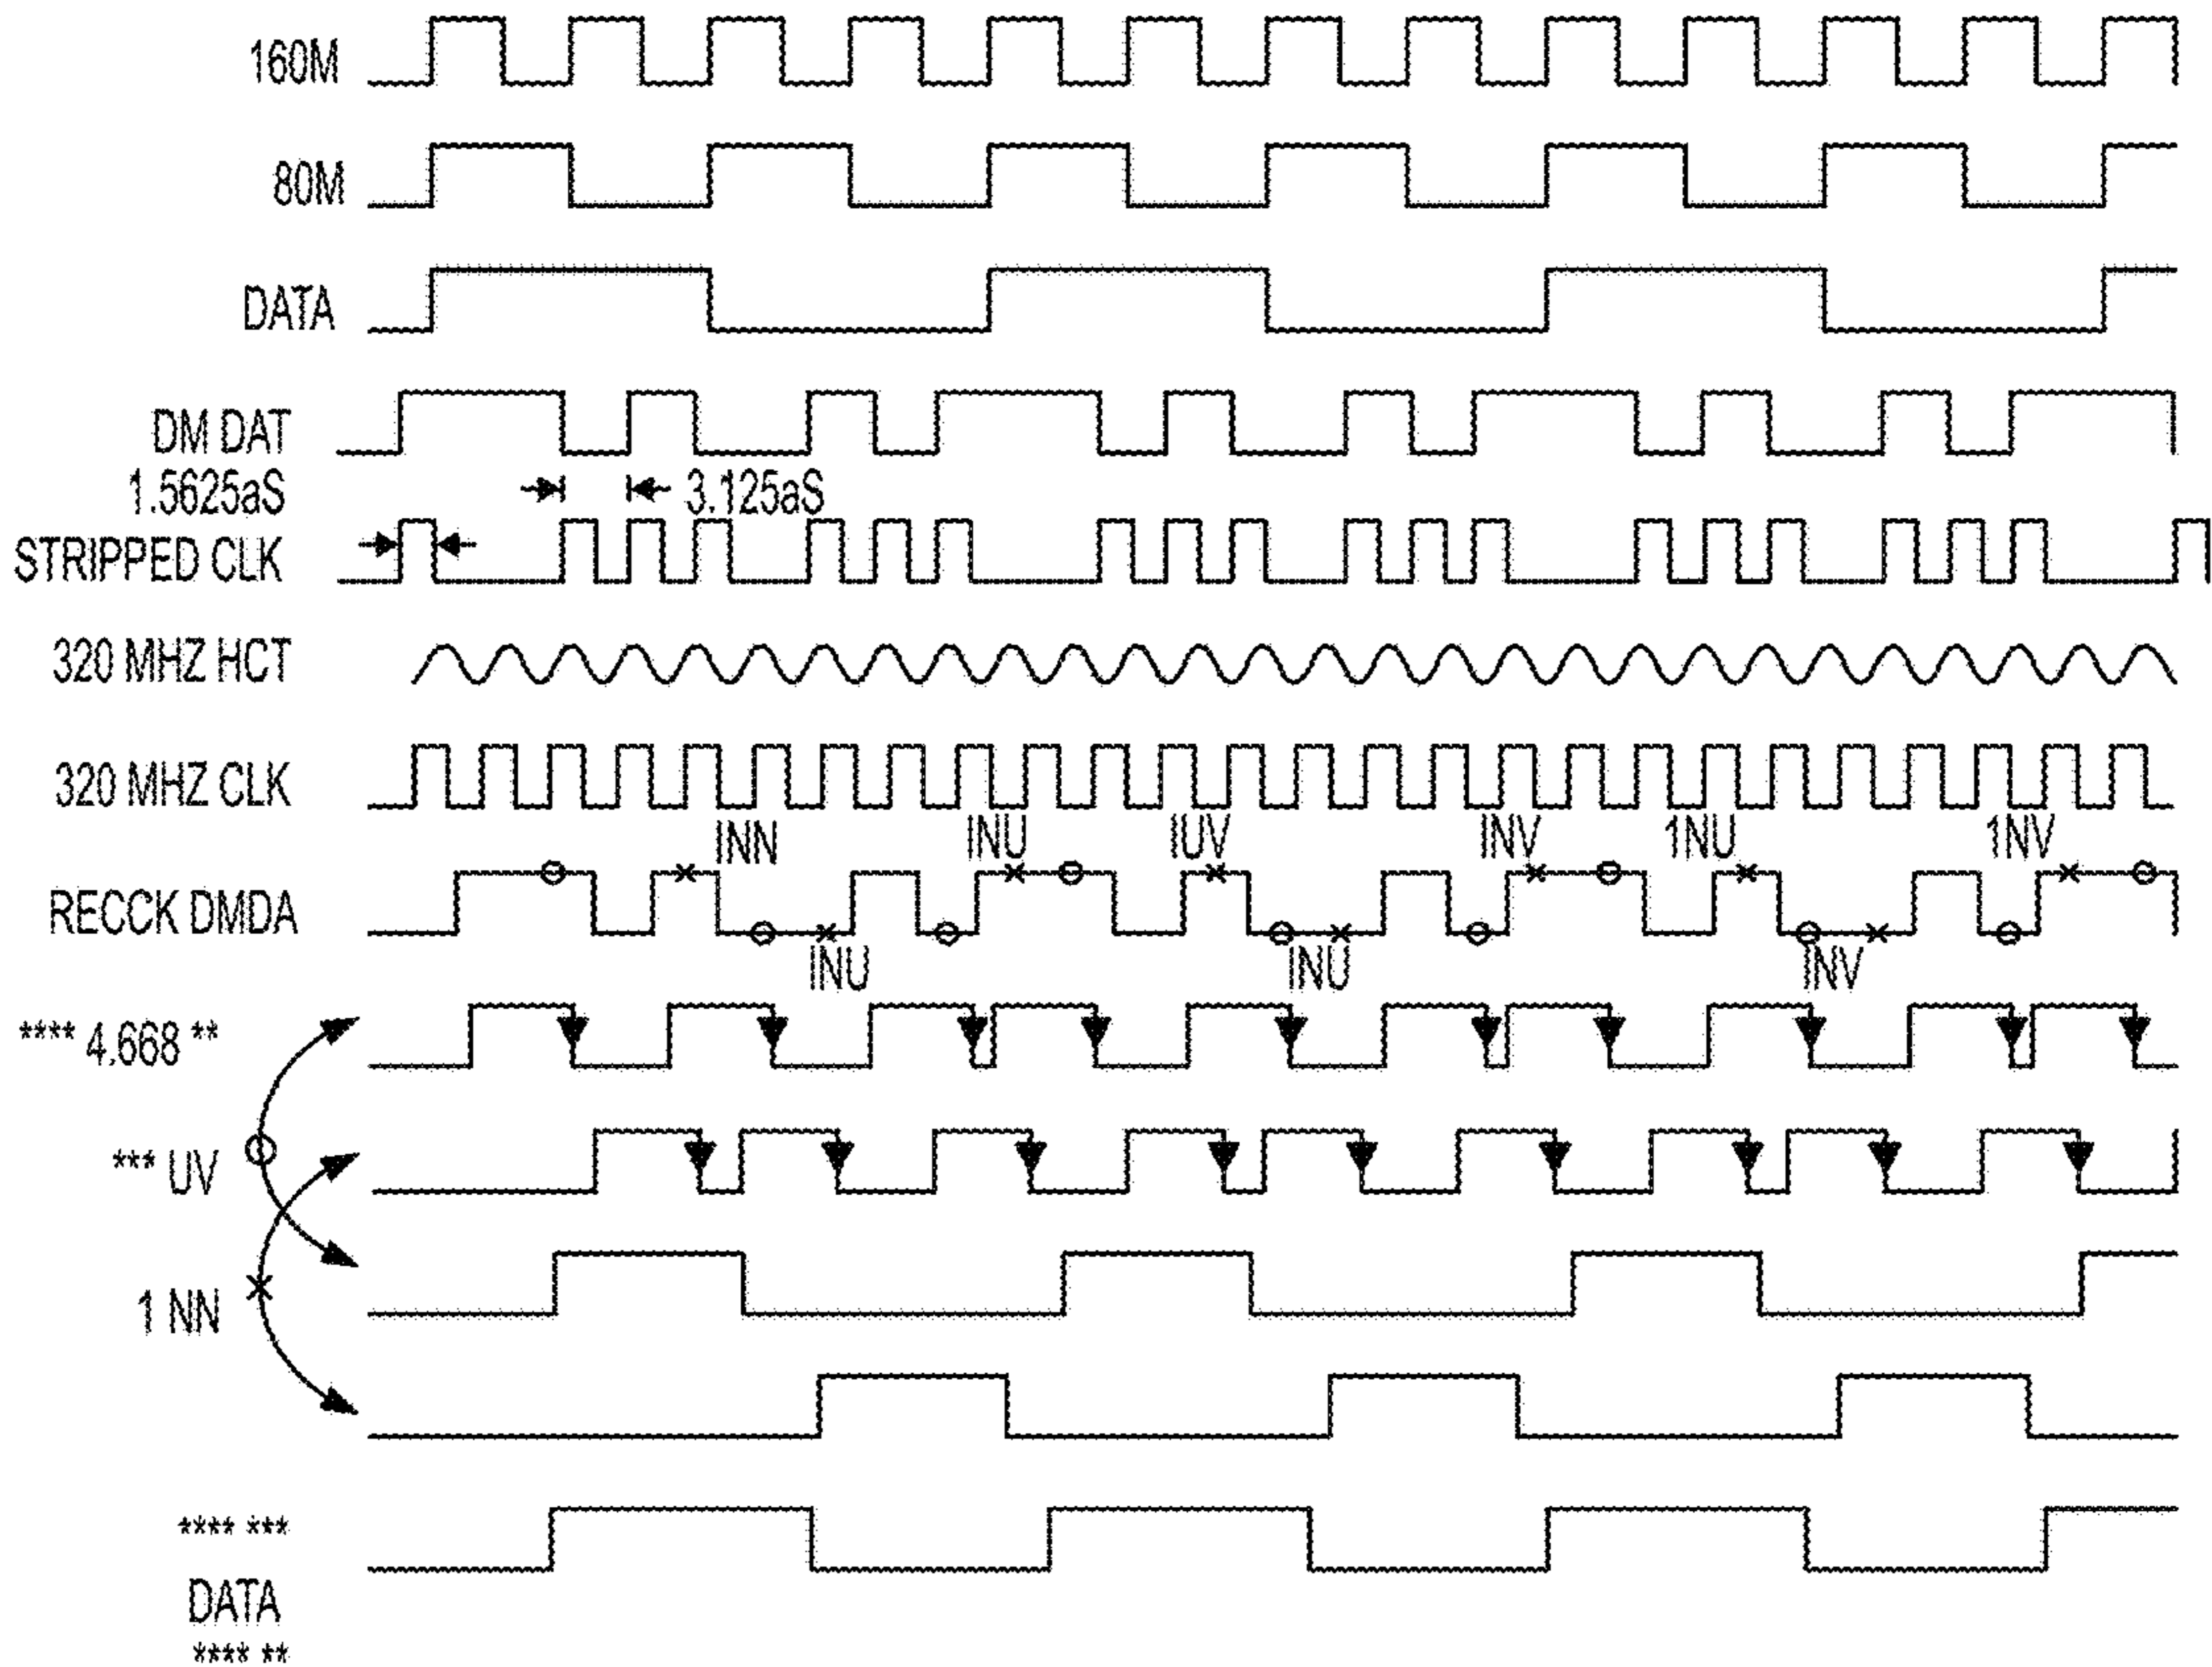 160M
80M
DATA
DM DAT
1.5625aS
3.125aS
STRIPPED CLK
320 MHZ HCT
320 MHZ CLK
INN INU IUV INV 1NU 1NV
RECCK DMDA
INU INU INV
**** 4.668 **
*** UV
1 NN
**** ***
DATA
**** **